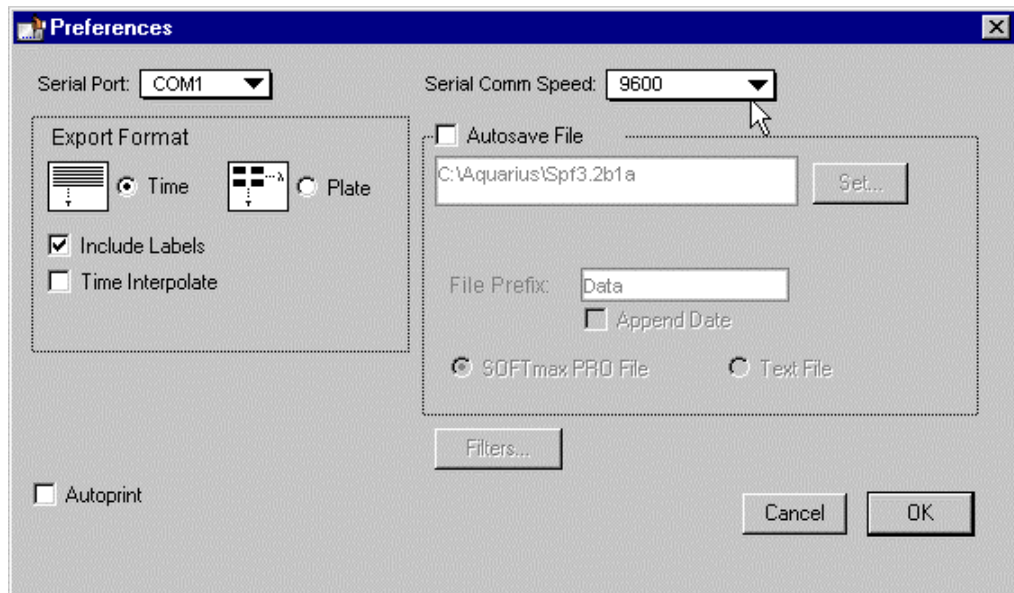 Preferences
Serial Port: COM1
Serial Comm Speed: 9600
Export Format
Time
Plate
Include Labels
Time Interpolate
Autosave File
C:\Aquarius\Spf3.2b1a
Set...
File Prefix: Data
Append Date
SOFTmax PRO File
Text File
Filters...
Autoprint
Cancel
OK